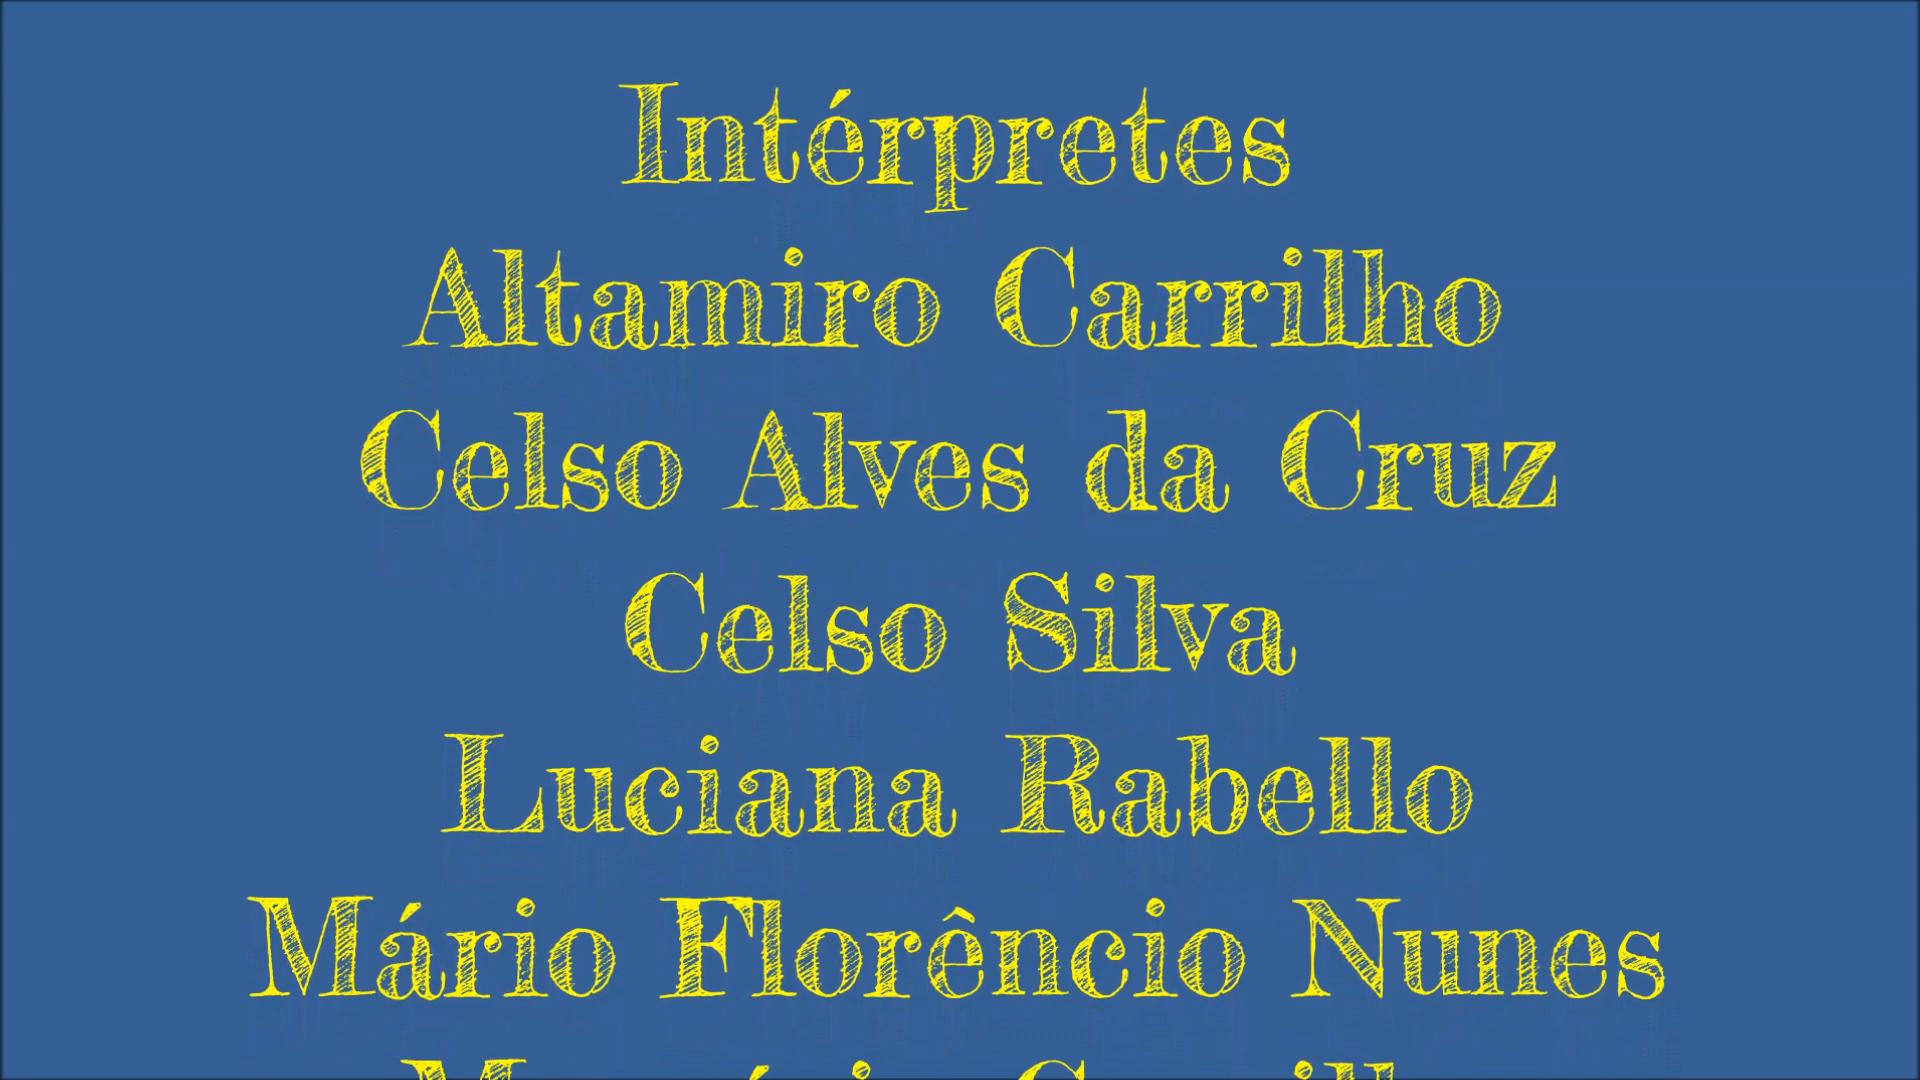 Intérpretes
Altamiro Carrilho
Celso Alves da Cruz
Celso Silva
Luciana Rabello
Mário Florêncio Nunes